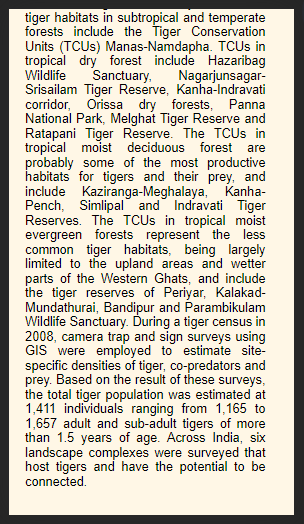 tiger habitats in subtropical and temperate
forests include the Tiger Conservation
Units (TCUs) Manas-Namdapha. TCUs in
tropical dry forest include Hazaribag
Wildlife Sanctuary, Nagarjunsagar-
Srisailam Tiger Reserve, Kanha-Indravati
corridor, Orissa dry forests, Panna
National Park, Melghat Tiger Reserve and
Ratapani Tiger Reserve. The TCUs in
tropical moist deciduous forest are
probably some of the most productive
habitats for tigers and their prey, and
include Kaziranga-Meghalaya, Kanha-
Pench, Simlipal and Indravati Tiger
Reserves. The TCUs in tropical moist
evergreen forests represent the less
common tiger habitats, being largely
limited to the upland areas and wetter
parts of the Western Ghats, and include
the tiger reserves of Periyar, Kalakad-
Mundathurai, Bandipur and Parambikulam
Wildlife Sanctuary. During a tiger census in
2008, camera trap and sign surveys using
GIS were employed to estimate site-
specific densities of tiger, co-predators and
prey. Based on the result of these surveys,
the total tiger population was estimated at
1,411 individuals ranging from 1,165 to
1,657 adult and sub-adult tigers of more
than 1.5 years of age. Across India, six
landscape complexes were surveyed that
host tigers and have the potential to be
connected.